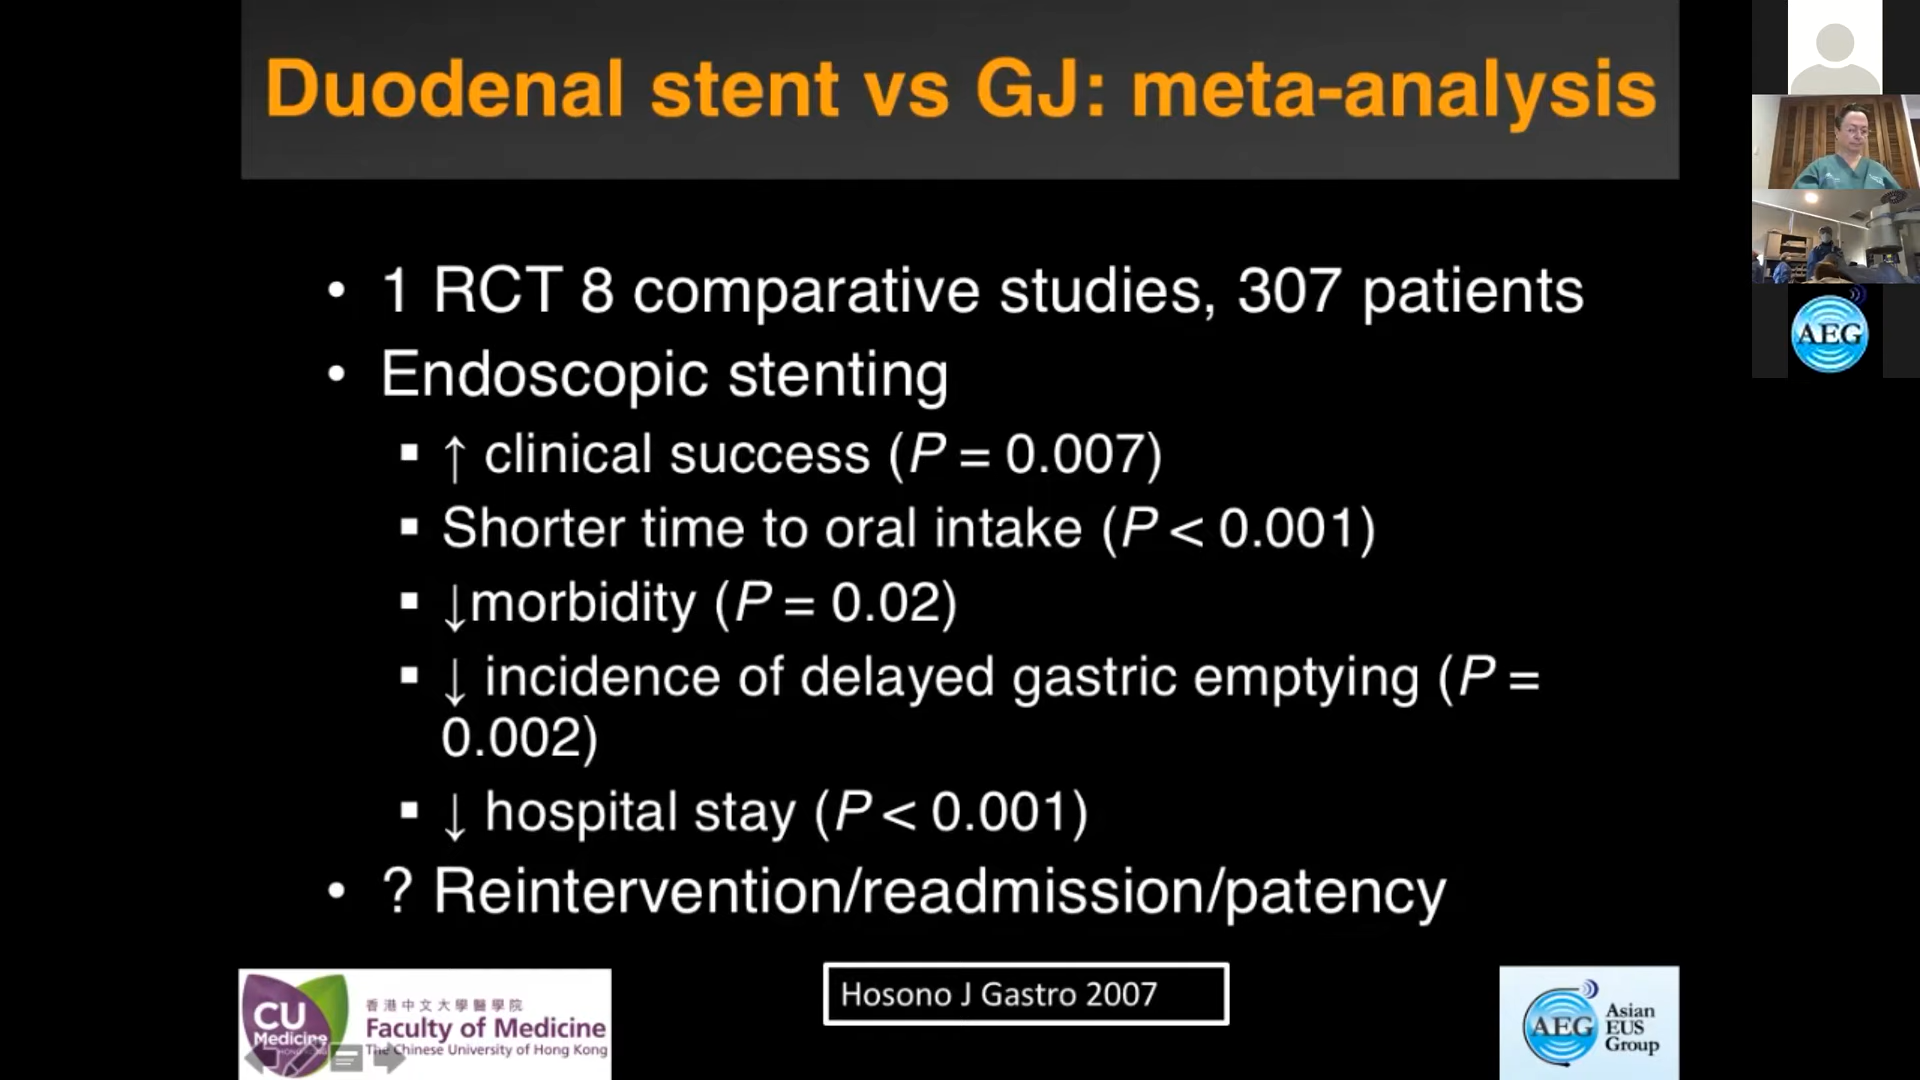 Duodenal stent vs GJ: meta-analysis
• 1 RCT 8 comparative studies, 307 patients
• Endoscopic stenting
▪ ↑ clinical success (P = 0.007)
▪ Shorter time to oral intake (P < 0.001)
▪ ↓morbidity (P = 0.02)
▪ ↓ incidence of delayed gastric emptying (P =
0.002)
▪ ↓ hospital stay (P < 0.001)
• ? Reintervention/readmission/patency
Hosono J Gastro 2007
CU
Medicine
HONG KONG
香港中文大學醫學院
Faculty of Medicine
The Chinese University of Hong Kong
AEG
Asian
EUS
Group
AEG